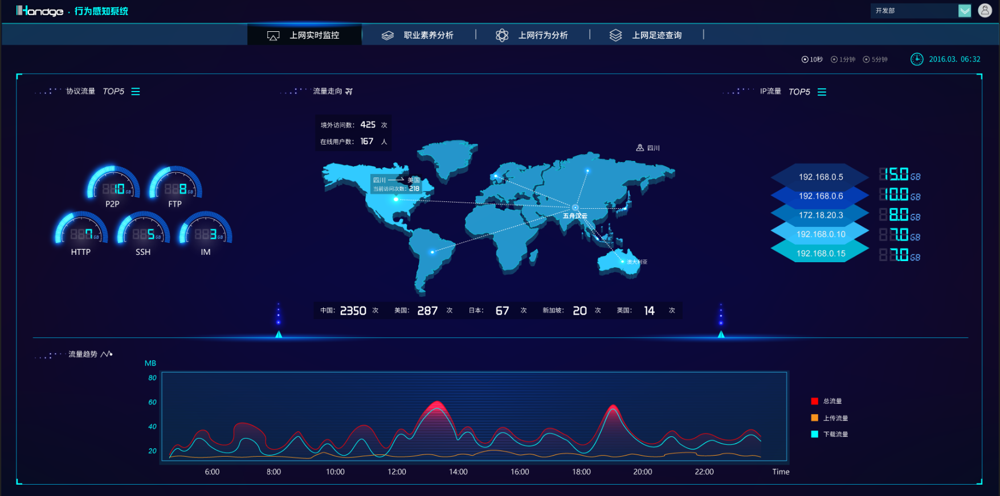 Handge · 行为感知系统
开发部
上网实时监控
职业素养分析
上网行为分析
上网足迹查询
10秒 1分钟 5分钟
2016.03. 06:32
协议流量 TOP5
流量走向
IP流量 TOP5
境外访问数: 425 次
在线用户数: 167 人
四川
四川 美国
当前访问次数: 218
五舟汉云
澳大利亚
10 GB
P2P
8 GB
FTP
7 GB
HTTP
5 GB
SSH
3 GB
IM
192.168.0.5 15.0 GB
192.168.0.6 10.0 GB
172.18.20.3 8.0 GB
192.168.0.10 7.0 GB
192.168.0.15 7.0 GB
中国: 2350 次 美国: 287 次 日本: 67 次 新加坡: 20 次 英国: 14 次
流量趋势
MB
80
60
40
20
6:00 8:00 10:00 12:00 14:00 16:00 18:00 20:00 22:00 Time
总流量
上传流量
下载流量